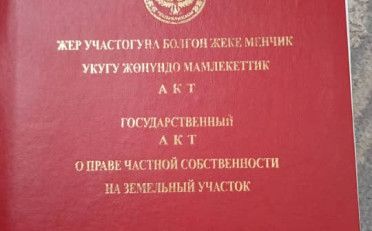 ЖЕР УЧАСТОГУНА БОЛГОН ЖЕКЕ МЕНЧИК
УКУГУ ЖӨНҮНДӨ МАМЛЕКЕТТИК
АКТ
ГОСУДАРСТВЕННЫЙ
АКТ
О ПРАВЕ ЧАСТНОЙ СОБСТВЕННОСТИ
НА ЗЕМЕЛЬНЫЙ УЧАСТОК